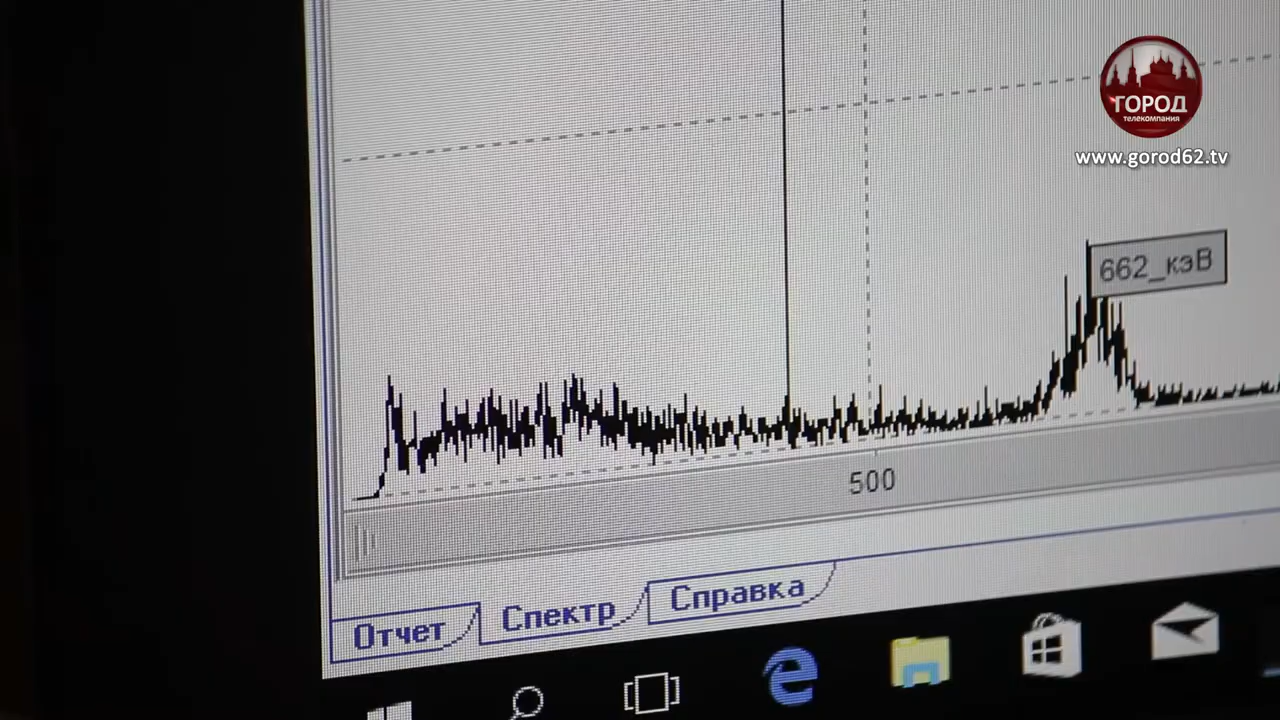 ГОРОД
телекомпания
www.gorod62.tv
662_кэВ
500
Отчет
Спектр
Справка